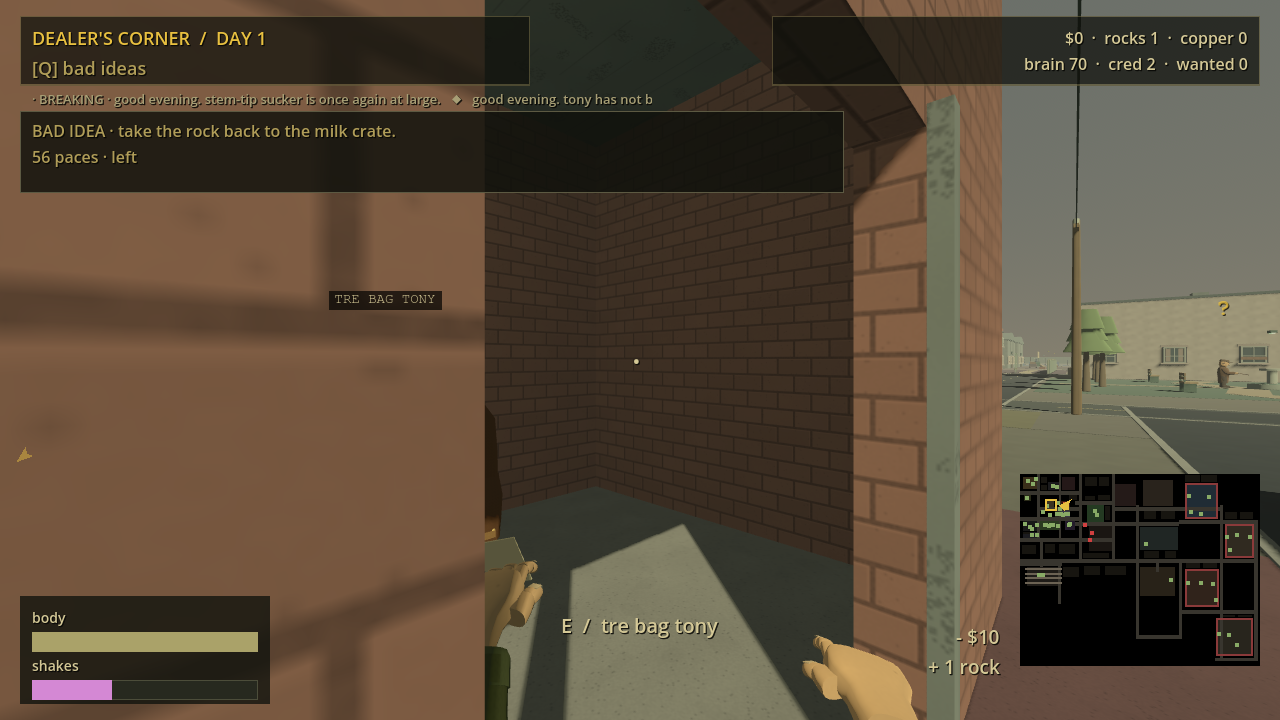 DEALER'S CORNER / DAY 1
[Q] bad ideas
$0 · rocks 1 · copper 0
brain 70 · cred 2 · wanted 0
· BREAKING · good evening. stem-tip sucker is once again at large. ◆ good evening. tony has not b
BAD IDEA · take the rock back to the milk crate.
56 paces · left
TRE BAG TONY
?
E / tre bag tony
- $10
+ 1 rock
body
shakes